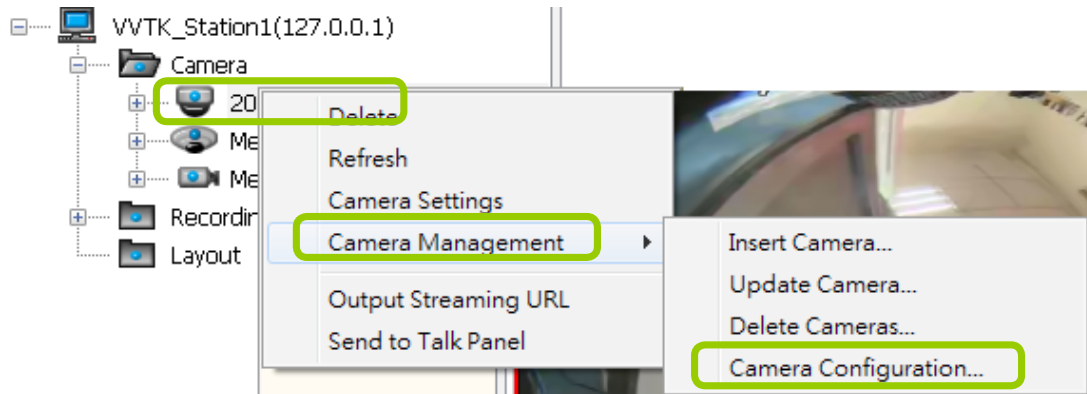 VVTK_Station1(127.0.0.1)
Camera
20
Me
Me
Recordin
Layout
Delete
Refresh
Camera Settings
Camera Management
Output Streaming URL
Send to Talk Panel
Insert Camera...
Update Camera...
Delete Cameras...
Camera Configuration...